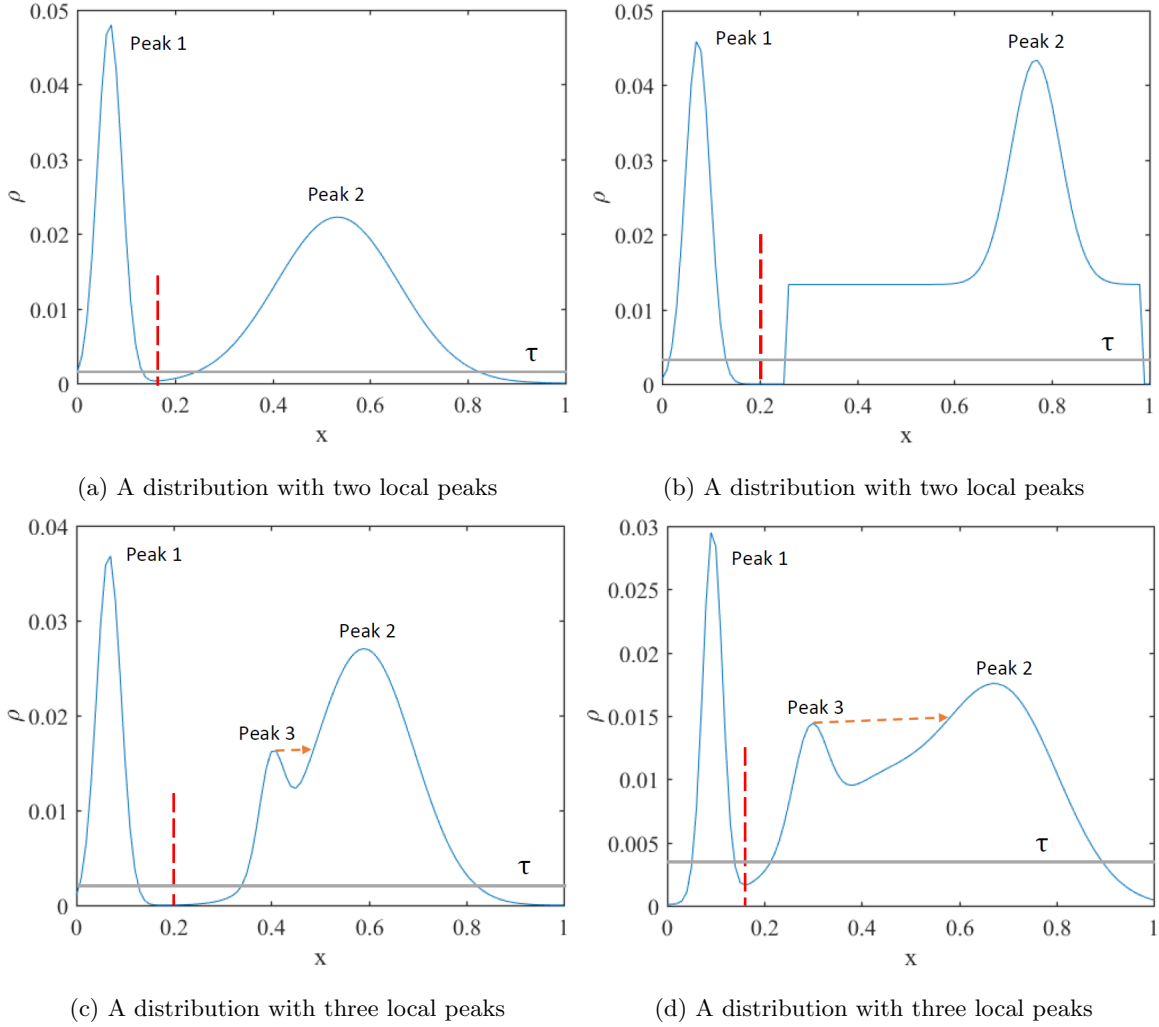 0.05
0.04
0.03
0.02
0.01
0
ρ
Peak 1
Peak 2
τ
0 0.2 0.4 0.6 0.8 1
x
(a) A distribution with two local peaks
0.05
0.04
0.03
0.02
0.01
0
ρ
Peak 1
Peak 2
τ
0 0.2 0.4 0.6 0.8 1
x
(b) A distribution with two local peaks
0.04
0.03
0.02
0.01
0
ρ
Peak 1
Peak 2
Peak 3
τ
0 0.2 0.4 0.6 0.8 1
x
(c) A distribution with three local peaks
0.03
0.025
0.02
0.015
0.01
0.005
0
ρ
Peak 1
Peak 2
Peak 3
τ
0 0.2 0.4 0.6 0.8 1
x
(d) A distribution with three local peaks